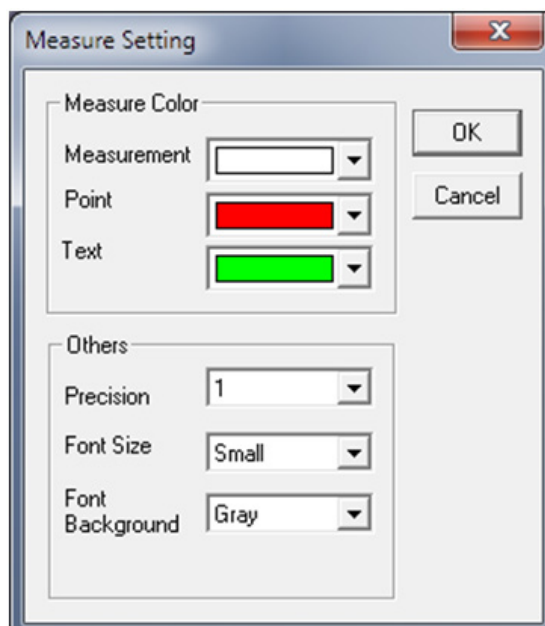 Measure Setting
Measure Color
Measurement
Point
Text
OK
Cancel
Others
Precision
1
Font Size
Small
Font
Background
Gray